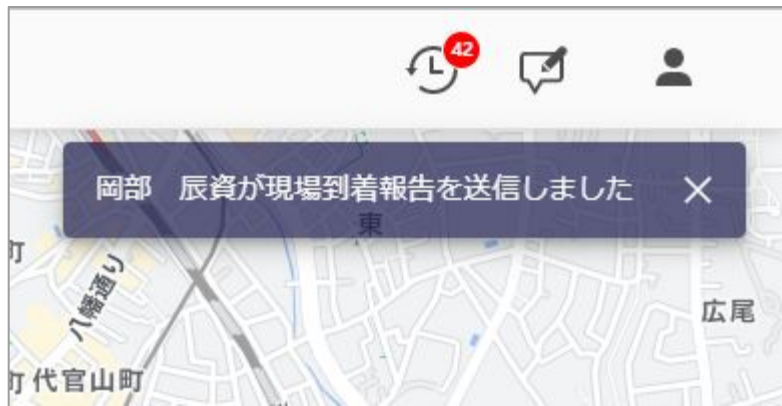 42
岡部　辰資が現場到着報告を送信しました
東
町
八幡通り
広尾
町
代官山町